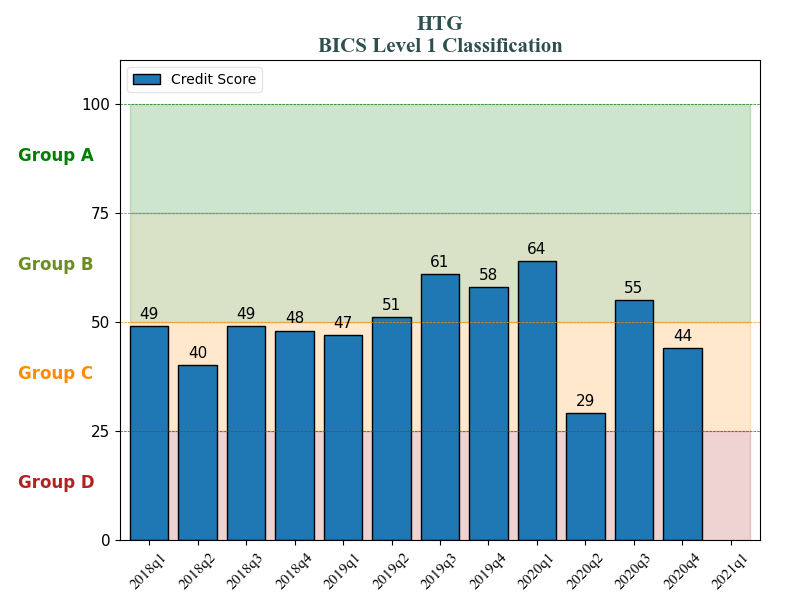 HTG
BICS Level 1 Classification
Credit Score
100
Group A
75
Group B
50
Group C
25
Group D
0
49
40
49
48
47
51
61
58
64
29
55
44
2018q1
2018q2
2018q3
2018q4
2019q1
2019q2
2019q3
2019q4
2020q1
2020q2
2020q3
2020q4
2021q1